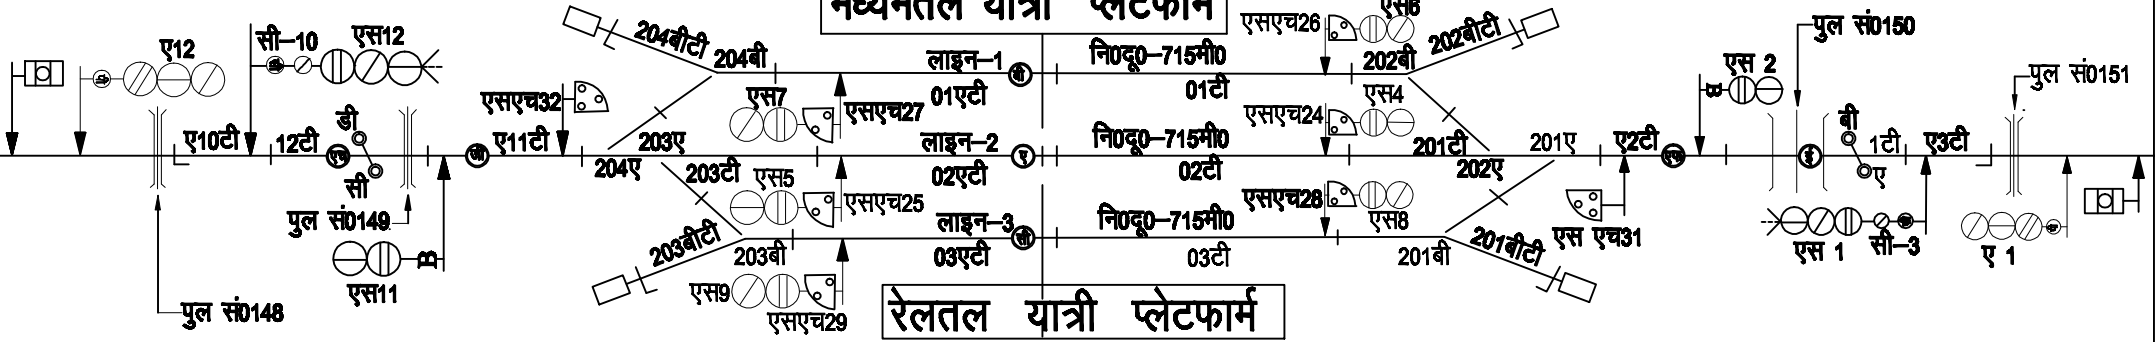 मध्यमतल यात्री प्लेटफार्म
एसएच26
एस6
पुल सं0150
ए12
सी-10
एस12
204बीटी
204बी
लाइन-1
बी
नि0दू0-715मी0
202बी
202बीटी
एस 2
पुल सं0151
एसएच32
एस7
एसएच27
01एटी
01टी
एसएच24
एस4
B
ए10टी
12टी
डी
एच
सी
जी
ए11टी
203ए
204ए
203टी
लाइन-2
ए
02एटी
नि0दू0-715मी0
02टी
201टी
202ए
201ए
ए2टी
एफ
ई
बी
ए
1टी
ए3टी
पुल सं0149
एस5
एसएच25
एसएच28
एस8
एस11
B
203बीटी
203बी
लाइन-3
सी
03एटी
नि0दू0-715मी0
03टी
201बी
201बीटी
एस एच31
एस 1
सी-3
ए 1
पुल सं0148
एस9
एसएच29
रेलतल यात्री प्लेटफार्म